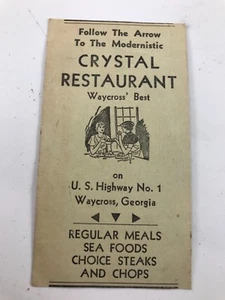 Follow The Arrow
To The Modernistic
CRYSTAL
RESTAURANT
Waycross' Best
on
U. S. Highway No. 1
Waycross, Georgia
REGULAR MEALS
SEA FOODS
CHOICE STEAKS
AND CHOPS